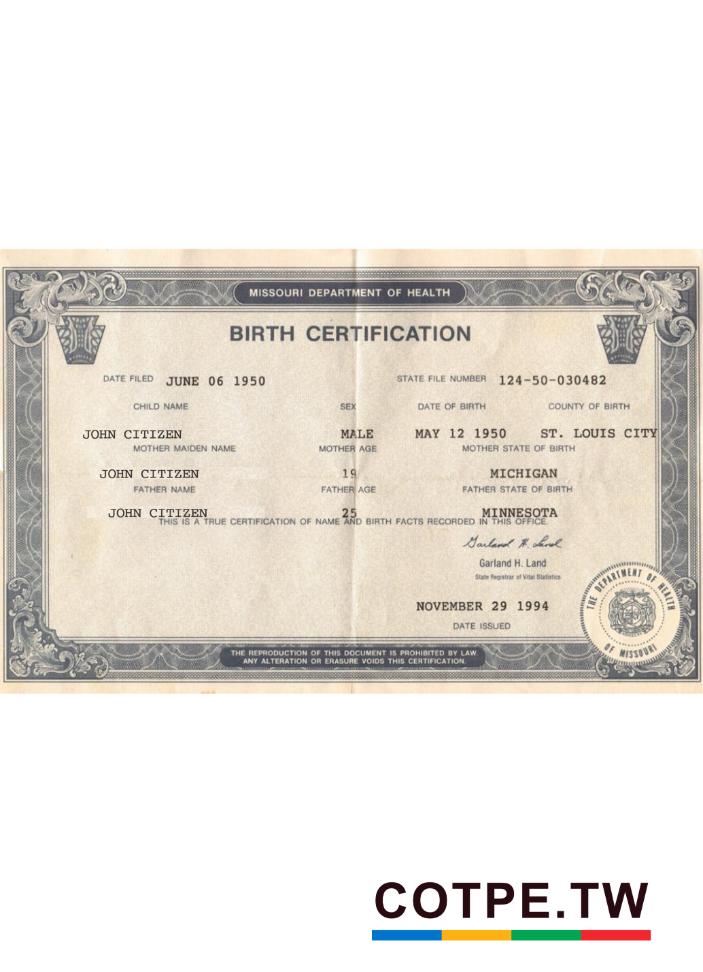 MISSOURI DEPARTMENT OF HEALTH
BIRTH CERTIFICATION
DATE FILED JUNE 06 1950 STATE FILE NUMBER 124-50-030482
CHILD NAME SEX DATE OF BIRTH COUNTY OF BIRTH
JOHN CITIZEN MALE MAY 12 1950 ST. LOUIS CITY
MOTHER MAIDEN NAME MOTHER AGE MOTHER STATE OF BIRTH
JOHN CITIZEN 19 MICHIGAN
FATHER NAME FATHER AGE FATHER STATE OF BIRTH
JOHN CITIZEN 25 MINNESOTA
THIS IS A TRUE CERTIFICATION OF NAME AND BIRTH FACTS RECORDED IN THIS OFFICE.
Garland H. Land
Garland H. Land
State Registrar of Vital Statistics
NOVEMBER 29 1994
DATE ISSUED
THE DEPARTMENT OF HEALTH
OF MISSOURI
THE REPRODUCTION OF THIS DOCUMENT IS PROHIBITED BY LAW.
ANY ALTERATION OR ERASURE VOIDS THIS CERTIFICATION.
COTPE.TW